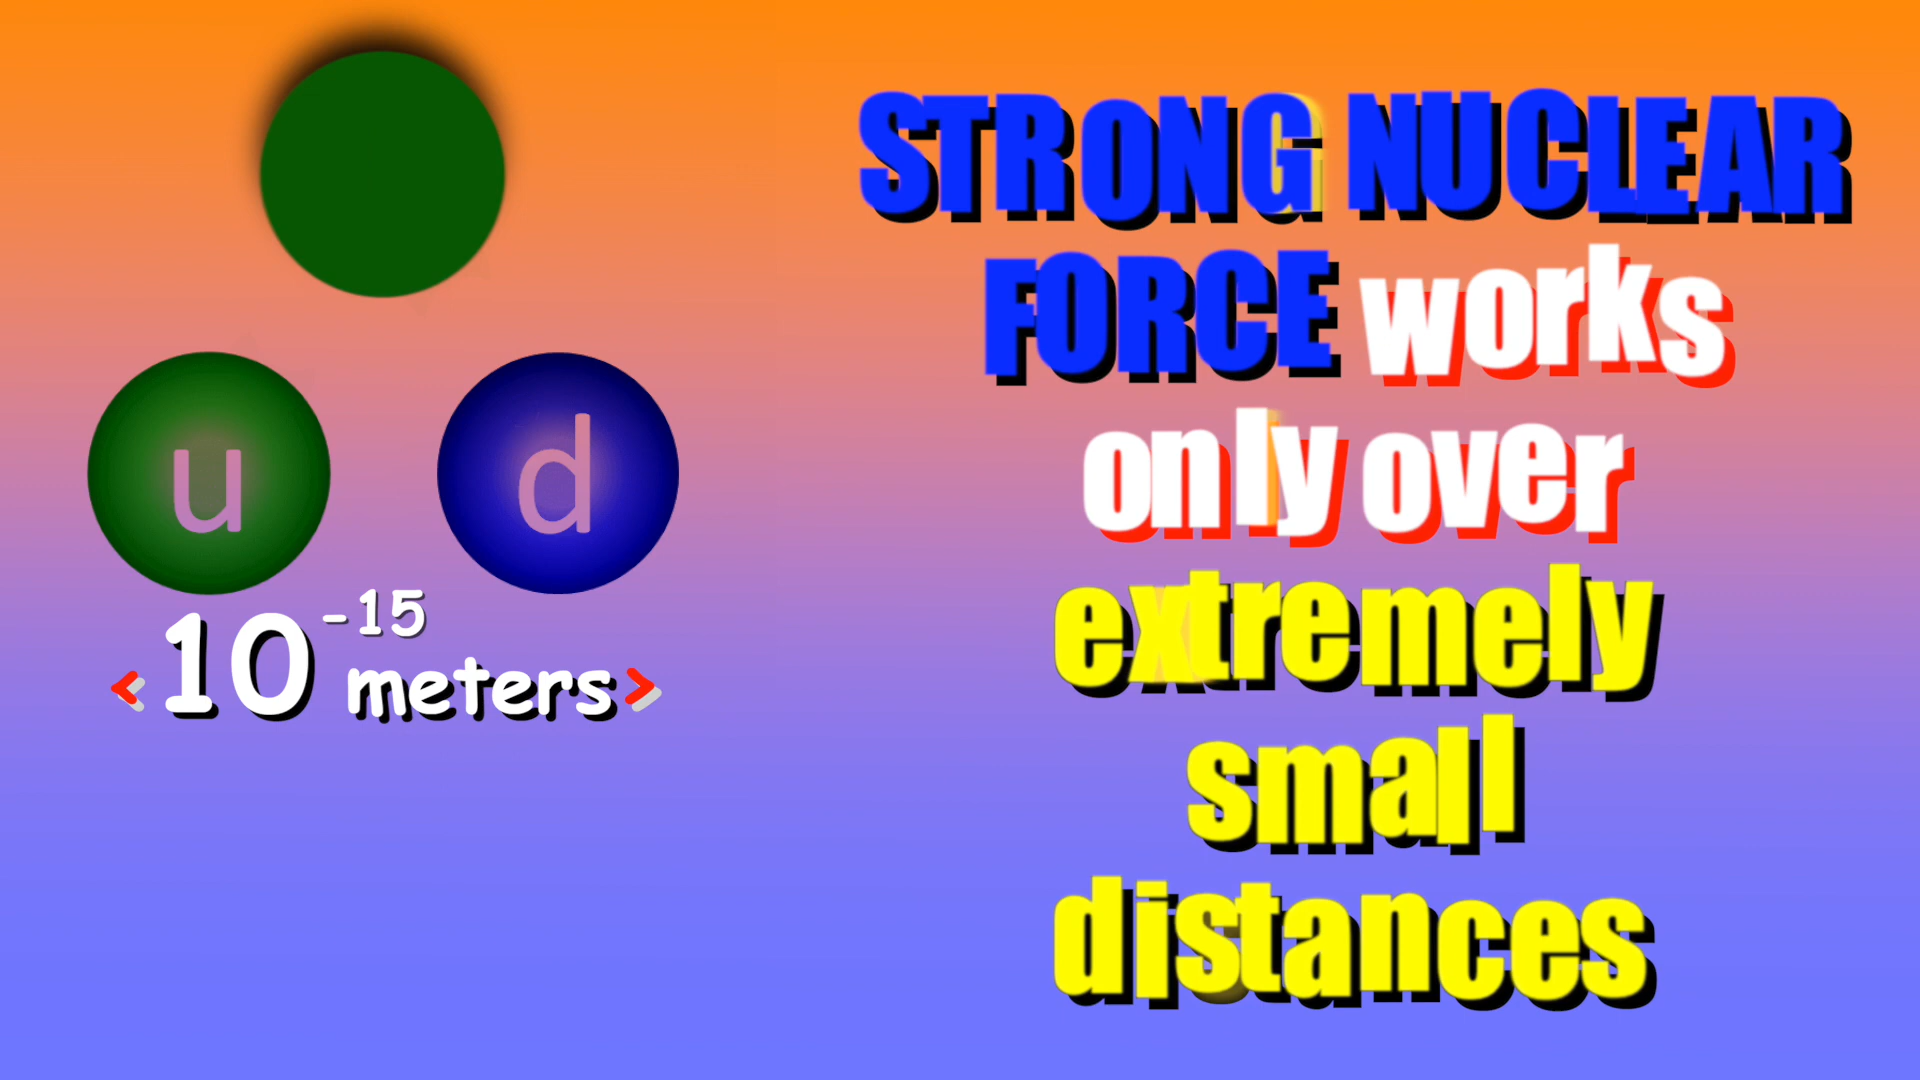 u d
10⁻¹⁵ meters
STRONG NUCLEAR
FORCE works
only over
extremely
small
distances